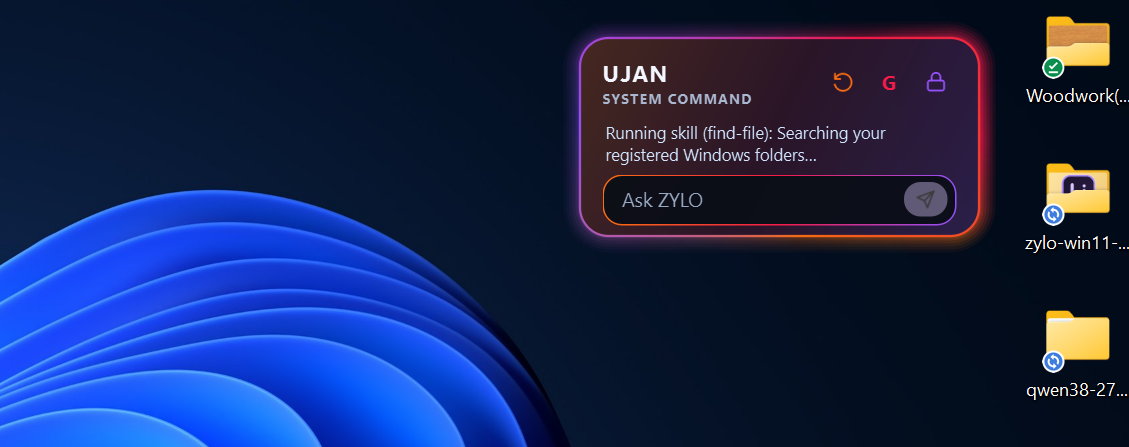 UJAN
SYSTEM COMMAND
G
Running skill (find-file): Searching your
registered Windows folders...
Ask ZYLO
Woodwork(...
zylo-win11-...
qwen38-27...